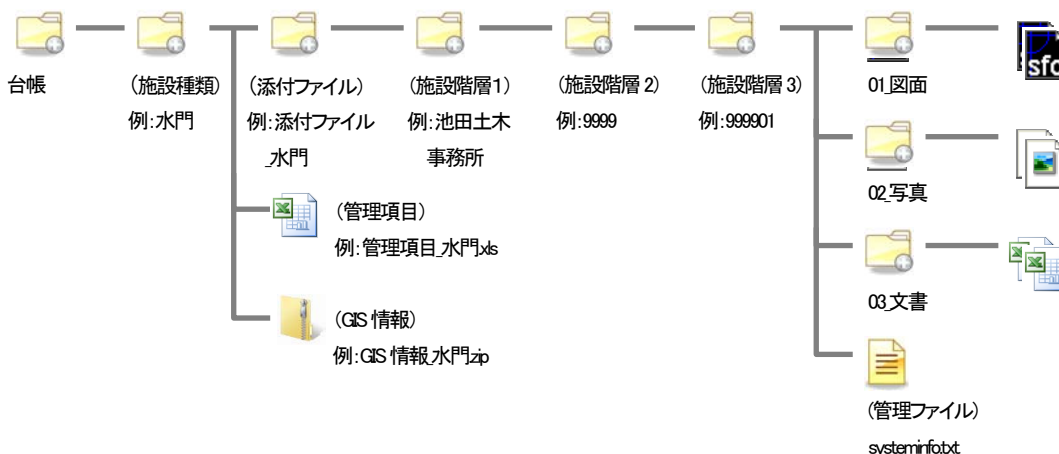 台帳
（施設種類）
例：水門
（添付ファイル）
例：添付ファイル
_水門
（施設階層1）
例：池田土木
事務所
（施設階層 2）
例：9999
（施設階層 3）
例：999901
01_図面
sfc
02_写真
03_文書
（管理ファイル）
systeminfo.txt
（管理項目）
例：管理項目_水門.xls
（GIS 情報）
例：GIS 情報_水門.zip